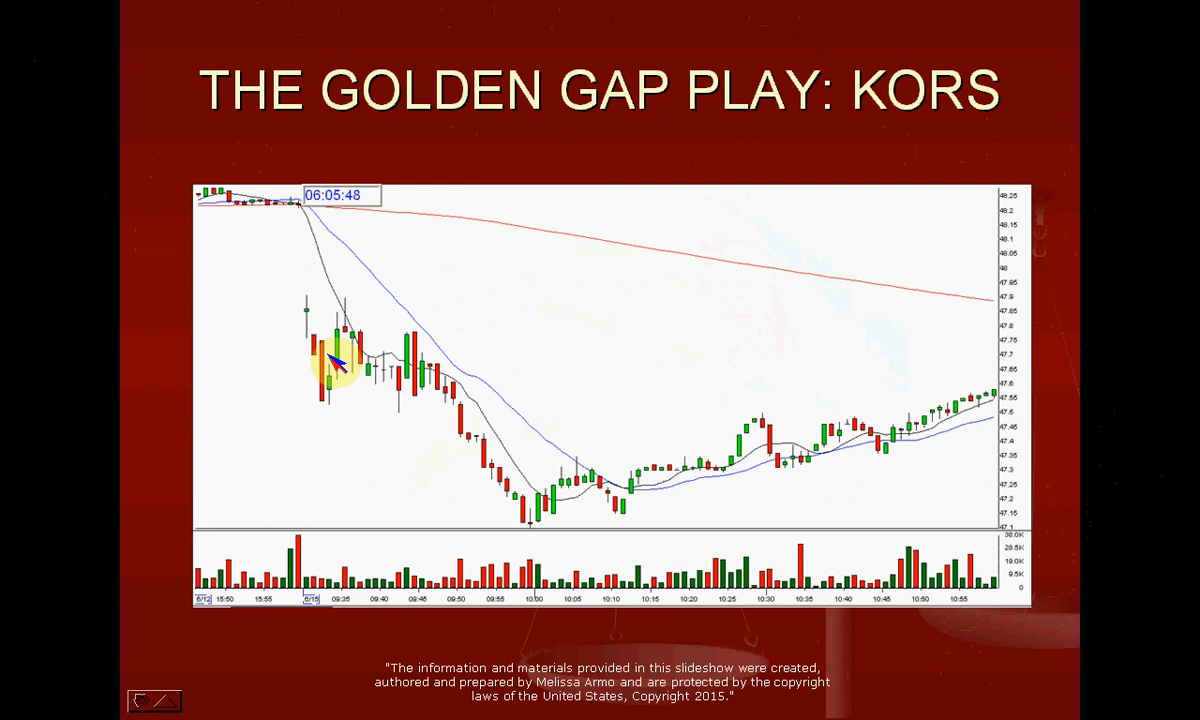 THE GOLDEN GAP PLAY: KORS
06:05:48
48.25
48.2
48.15
48.1
48.05
48
47.95
47.9
47.85
47.8
47.75
47.7
47.65
47.6
47.55
47.5
47.45
47.4
47.35
47.3
47.25
47.2
47.15
47.1
38.0K
28.5K
19.0K
9.5K
0
6/12 15:50 15:55 6/15 09:35 09:40 09:45 09:50 09:55 10:00 10:05 10:10 10:15 10:20 10:25 10:30 10:35 10:40 10:45 10:50 10:55
"The information and materials provided in this slideshow were created,
authored and prepared by Melissa Armo and are protected by the copyright
laws of the United States, Copyright 2015."